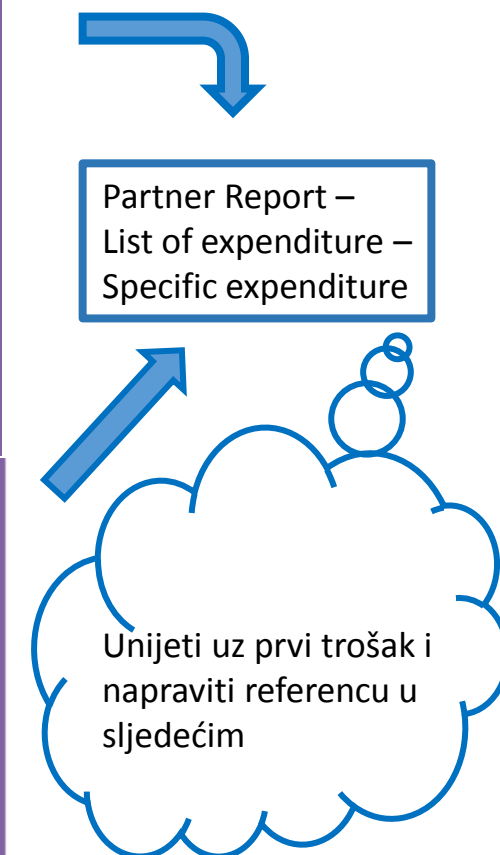 Partner Report –
List of expenditure –
Specific expenditure
Unijeti uz prvi trošak i
napraviti referencu u
sljedećim